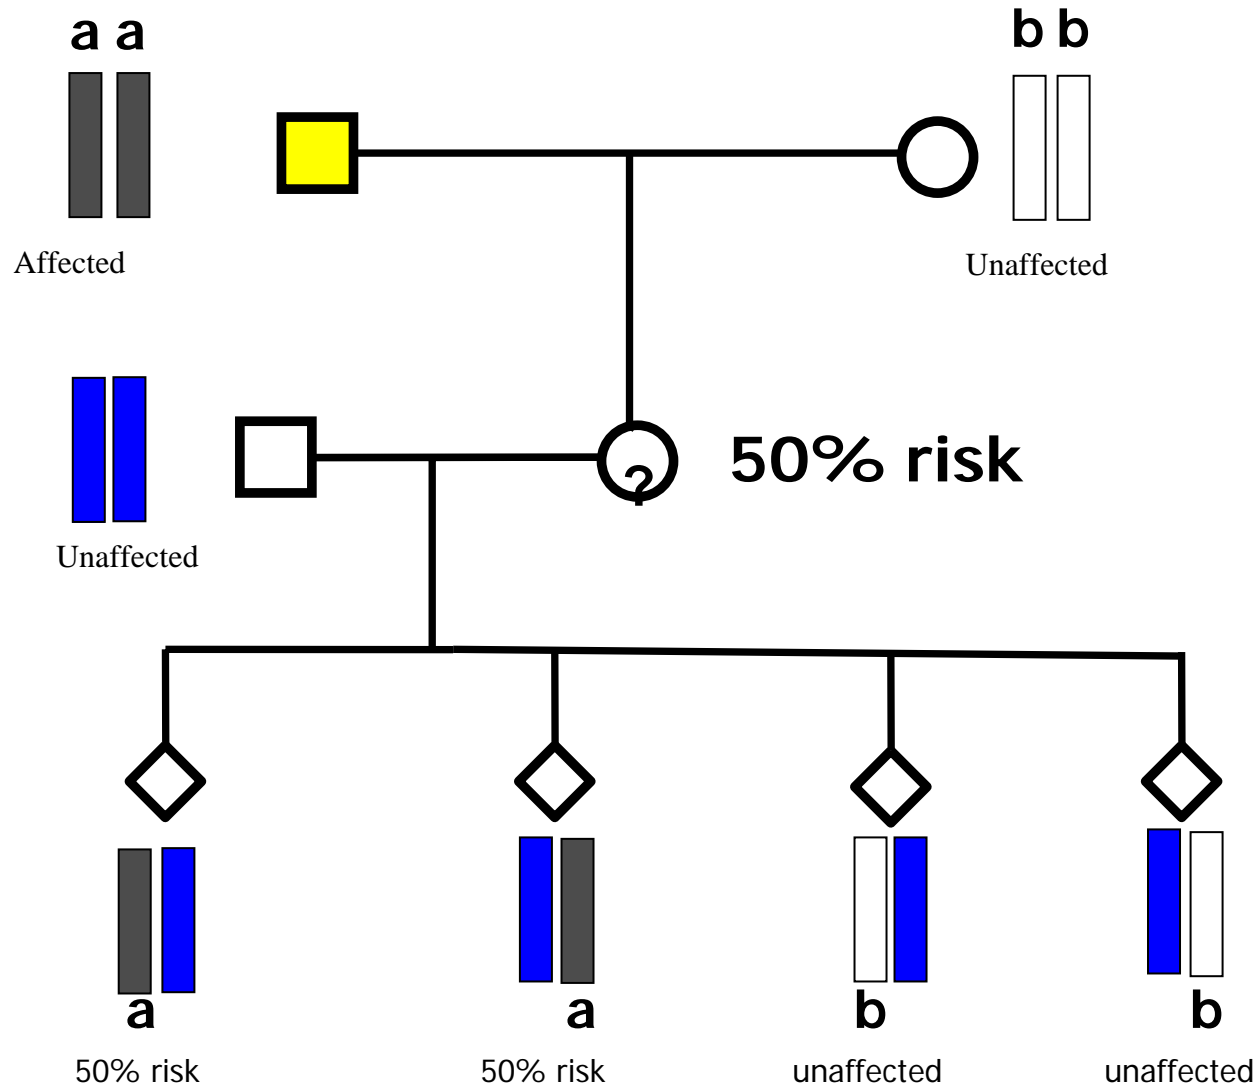 a a
b b
Affected
Unaffected
?
50% risk
Unaffected
a
a
b
b
50% risk
50% risk
unaffected
unaffected